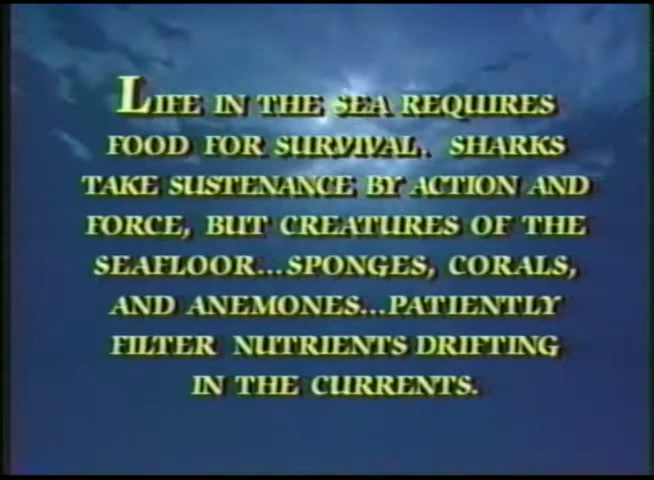 LIFE IN THE SEA REQUIRES
FOOD FOR SURVIVAL. SHARKS
TAKE SUSTENANCE BY ACTION AND
FORCE, BUT CREATURES OF THE
SEAFLOOR...SPONGES, CORALS,
AND ANEMONES...PATIENTLY
FILTER NUTRIENTS DRIFTING
IN THE CURRENTS.